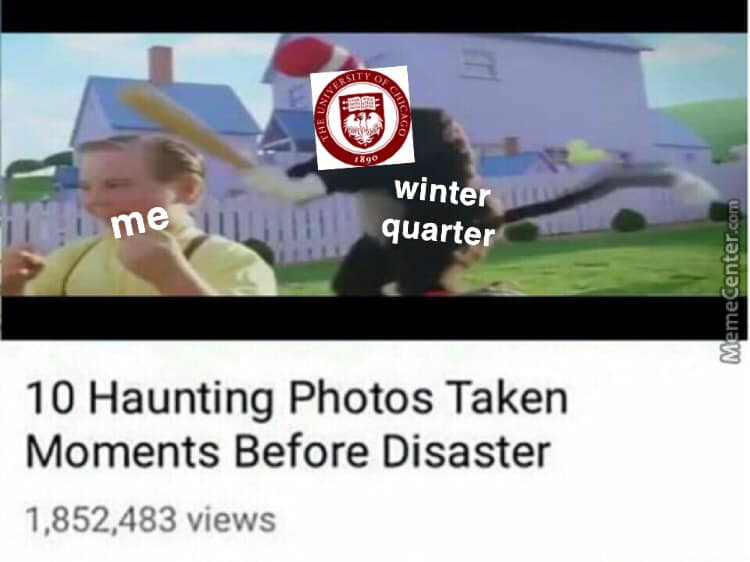 THE UNIVERSITY OF CHICAGO
1890
winter
quarter
me
MemeCenter.com
10 Haunting Photos Taken
Moments Before Disaster
1,852,483 views